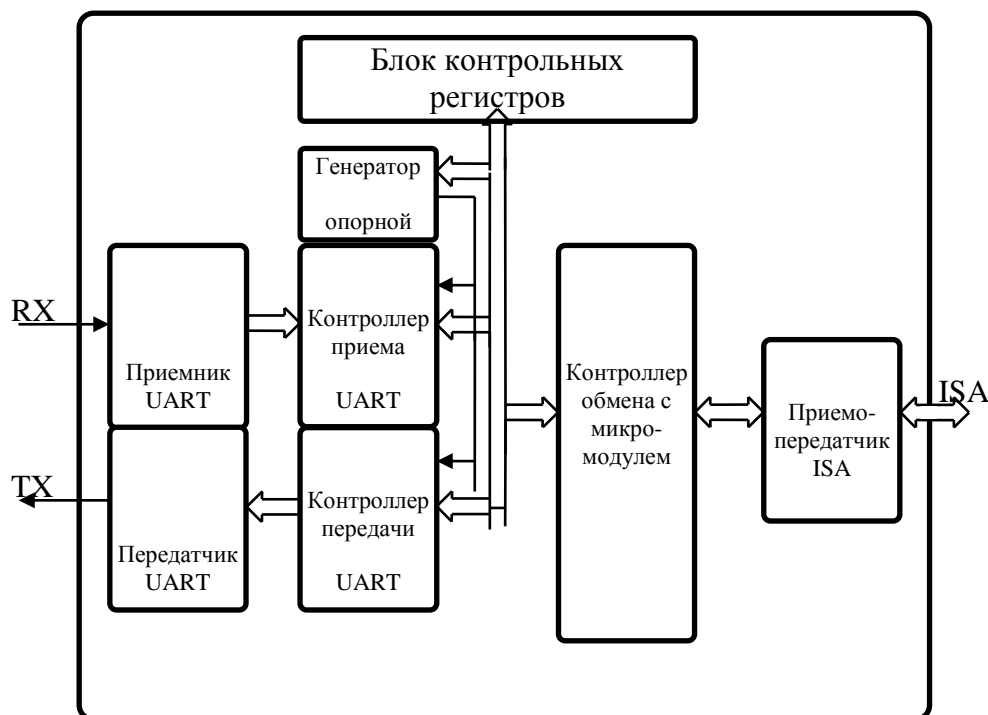 Блок контрольных
регистров
Генератор
опорной
RX
Приемник
UART
Контроллер
приема
UART
Контроллер
обмена с
микро-
модулем
Приемо-
передатчик
ISA
ISA
TX
Передатчик
UART
Контроллер
передачи
UART